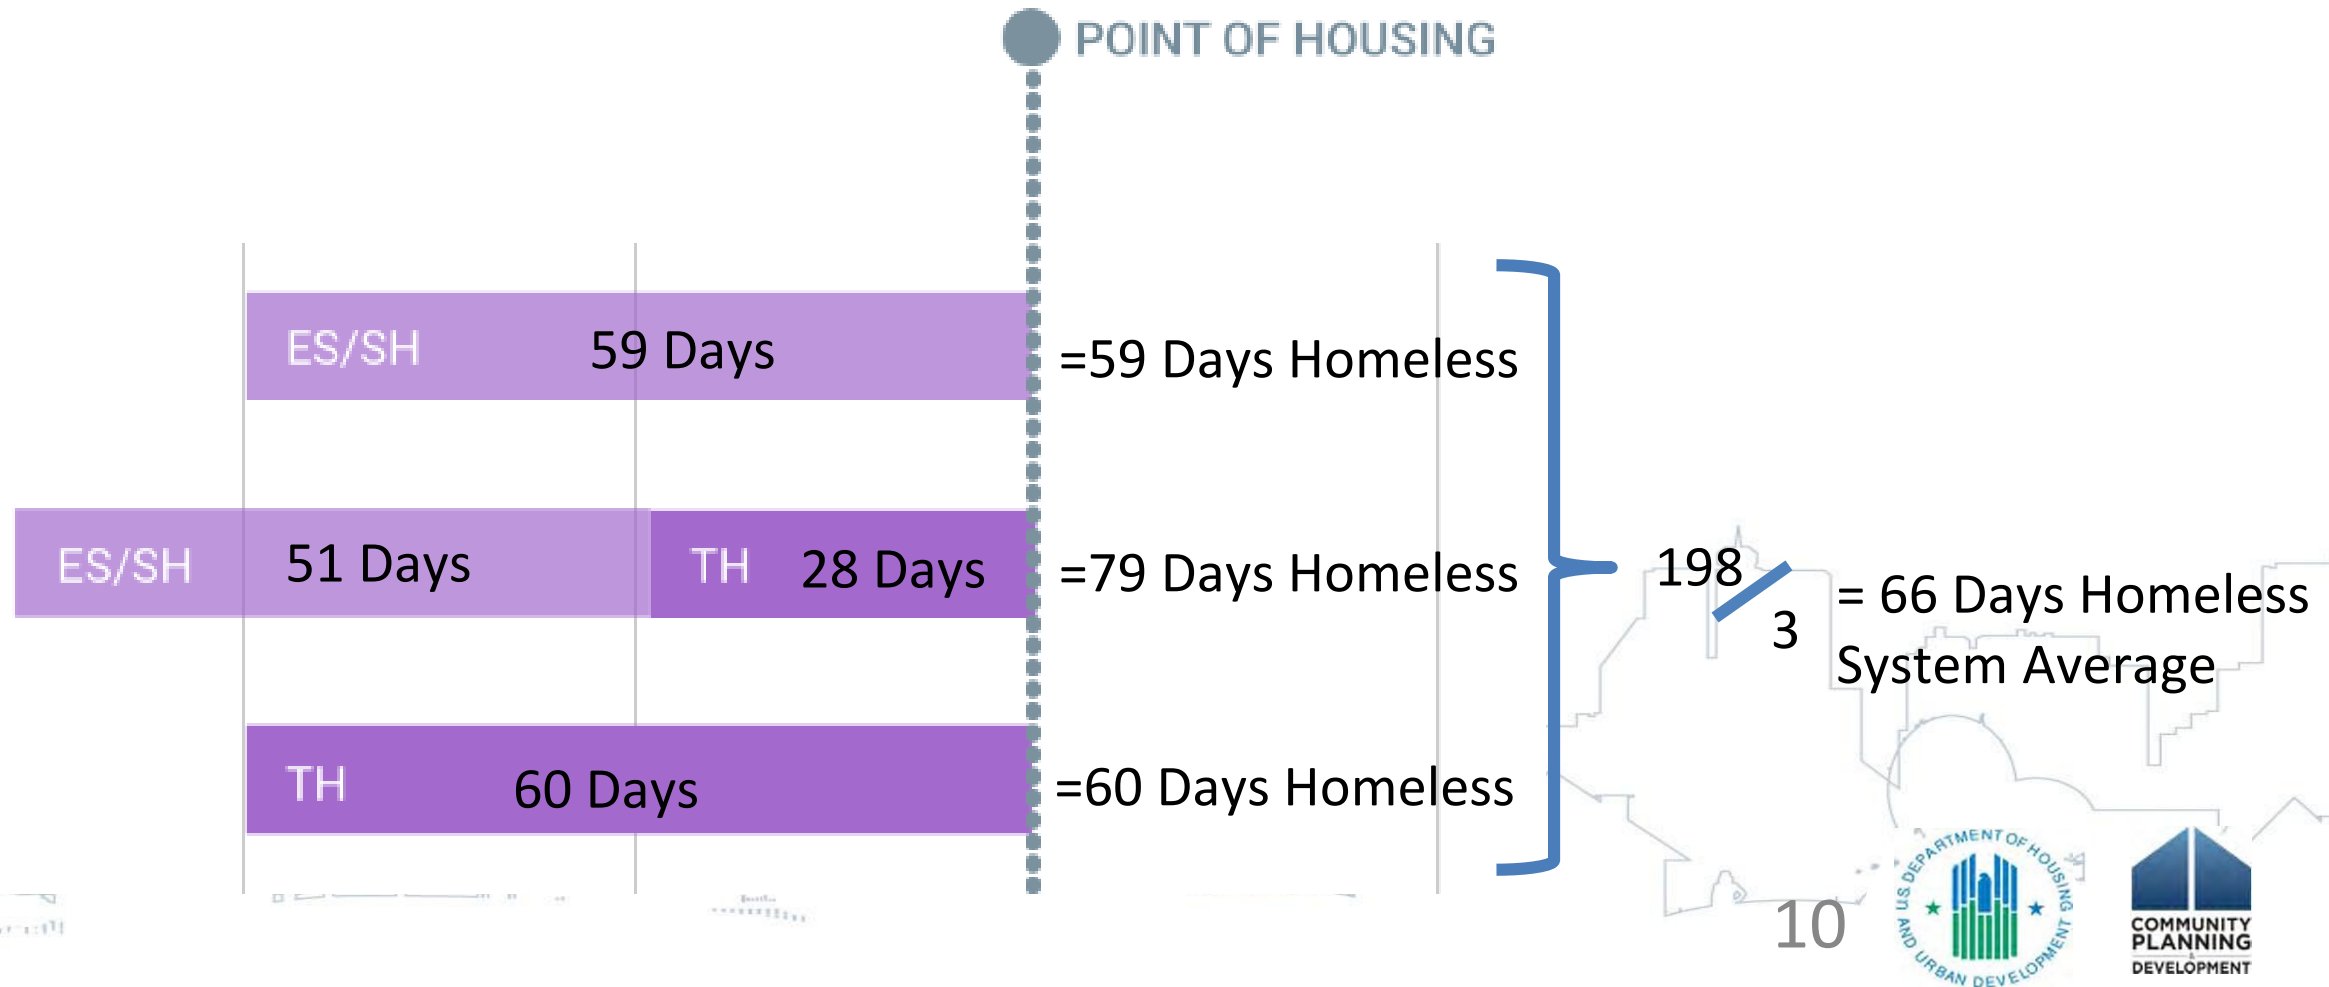 POINT OF HOUSING
ES/SH 59 Days =59 Days Homeless
ES/SH 51 Days TH 28 Days =79 Days Homeless
TH 60 Days =60 Days Homeless
198
3
= 66 Days Homeless
System Average
10
U.S. DEPARTMENT OF HOUSING
AND URBAN DEVELOPMENT
COMMUNITY
PLANNING
&
DEVELOPMENT